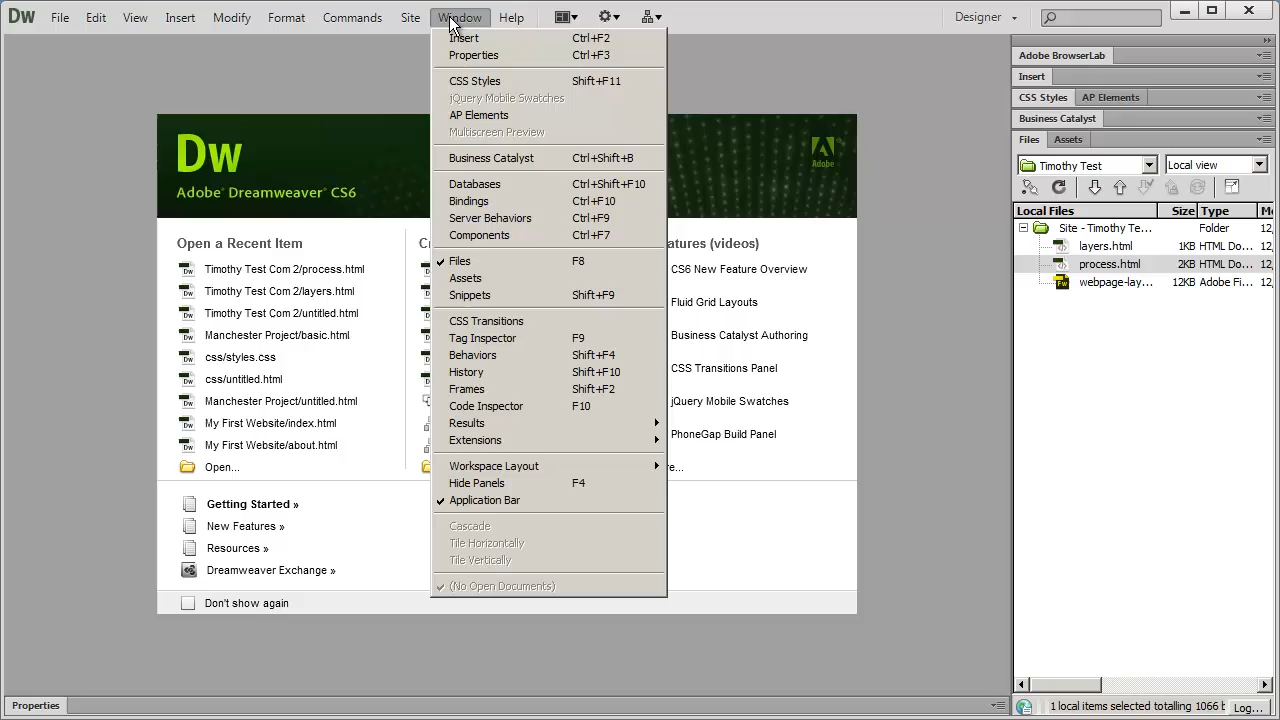 Dw File Edit View Insert Modify Format Commands Site Window Help Designer
Insert Ctrl+F2
Properties Ctrl+F3
CSS Styles Shift+F11
jQuery Mobile Swatches
AP Elements
Multiscreen Preview
Business Catalyst Ctrl+Shift+B
Databases Ctrl+Shift+F10
Bindings Ctrl+F10
Server Behaviors Ctrl+F9
Components Ctrl+F7
Files F8
Assets
Snippets Shift+F9
CSS Transitions
Tag Inspector F9
Behaviors Shift+F4
History Shift+F10
Frames Shift+F2
Code Inspector F10
Results
Extensions
Workspace Layout
Hide Panels F4
Application Bar
Cascade
Tile Horizontally
Tile Vertically
(No Open Documents)
Dw
Adobe® Dreamweaver® CS6
Adobe
Open a Recent Item
Timothy Test Com 2/process.html
Timothy Test Com 2/layers.html
Timothy Test Com 2/untitled.html
Manchester Project/basic.html
css/styles.css
css/untitled.html
Manchester Project/untitled.html
My First Website/index.html
My First Website/about.html
Open...
(videos)
CS6 New Feature Overview
Fluid Grid Layouts
Business Catalyst Authoring
CSS Transitions Panel
jQuery Mobile Swatches
PhoneGap Build Panel
Getting Started »
New Features »
Resources »
Dreamweaver Exchange »
Don't show again
Properties
Adobe BrowserLab
Insert
CSS Styles AP Elements
Business Catalyst
Files Assets
Timothy Test Local view
Local Files Size Type
Site - Timothy Te... Folder
layers.html 1KB HTML Do...
process.html 2KB HTML Do...
webpage-lay... 12KB Adobe Fi...
1 local items selected totalling 1066 Log...